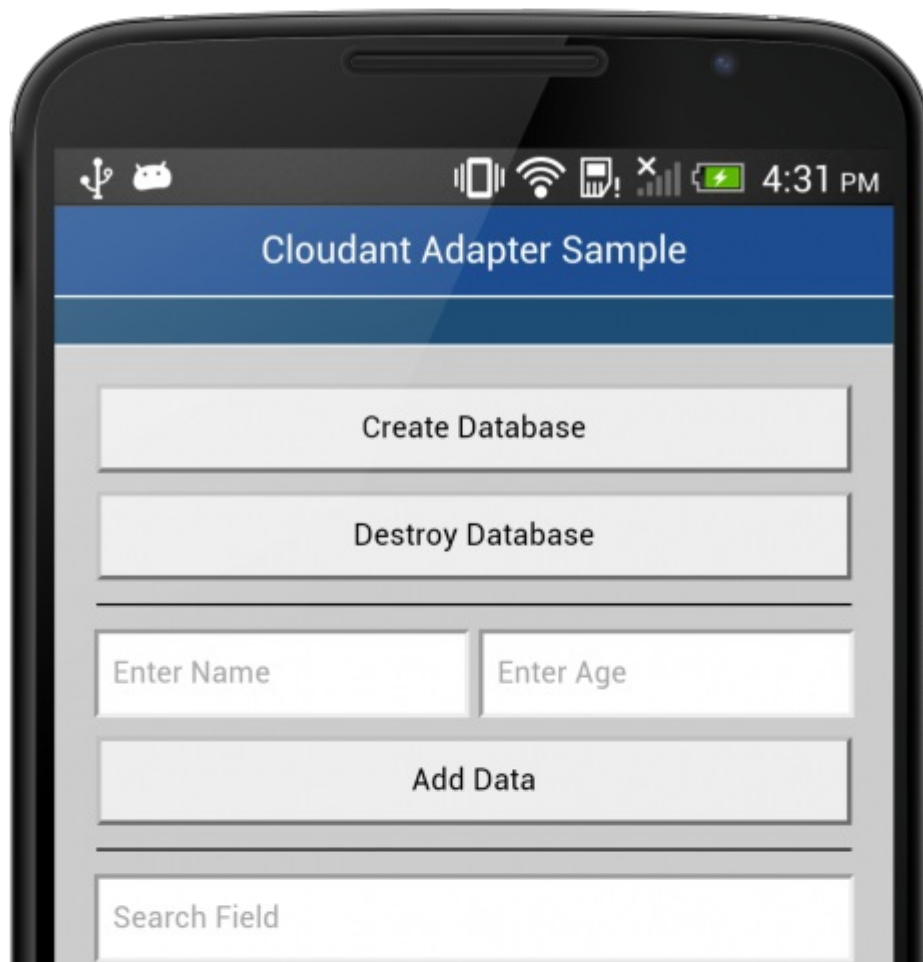 4:31 PM
Cloudant Adapter Sample
Create Database
Destroy Database
Enter Name Enter Age
Add Data
Search Field